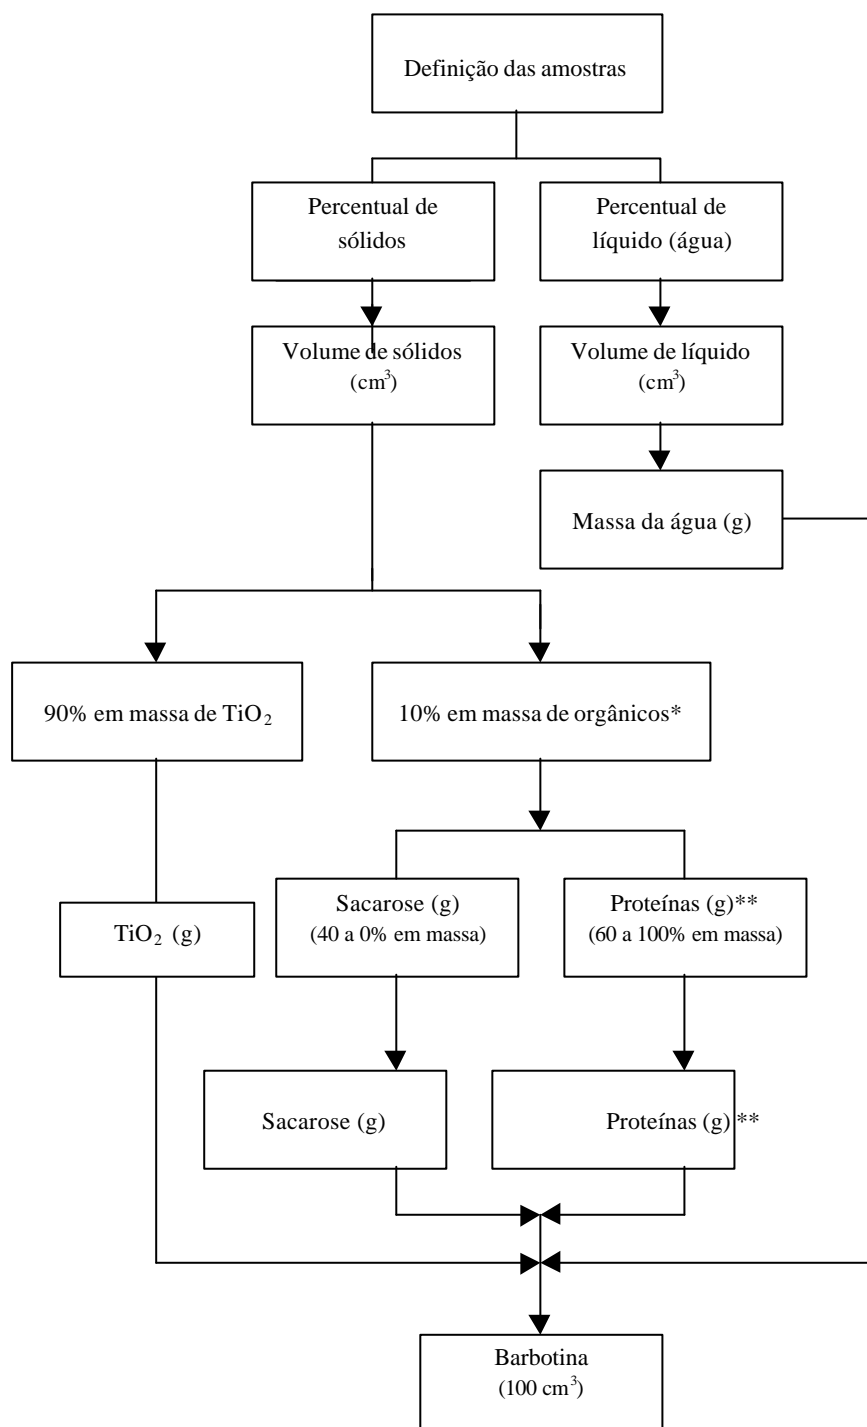 Definição das amostras
Percentual de
sólidos
Percentual de
líquido (água)
Volume de sólidos
(cm³)
Volume de líquido
(cm³)
Massa da água (g)
90% em massa de TiO₂
10% em massa de orgânicos*
Sacarose (g)
(40 a 0% em massa)
Proteínas (g)**
(60 a 100% em massa)
TiO₂ (g)
Sacarose (g)
Proteínas (g) **
Barbotina
(100 cm³)